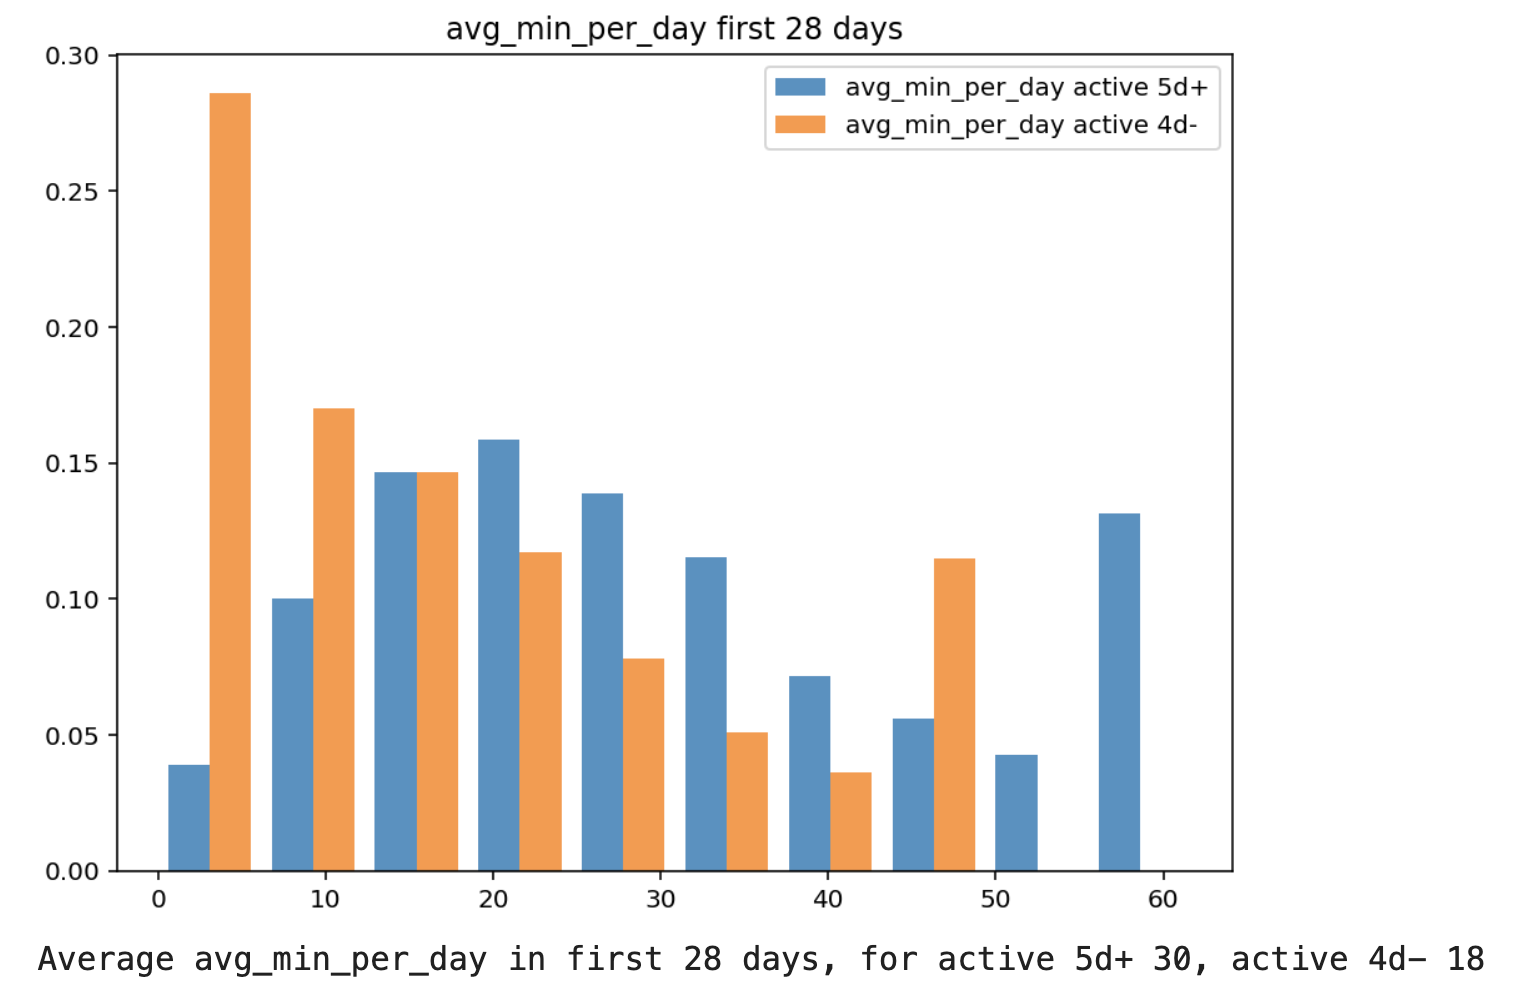 avg_min_per_day first 28 days
0.30
avg_min_per_day active 5d+
avg_min_per_day active 4d-
0.25
0.20
0.15
0.10
0.05
0.00
0 10 20 30 40 50 60
Average avg_min_per_day in first 28 days, for active 5d+ 30, active 4d- 18